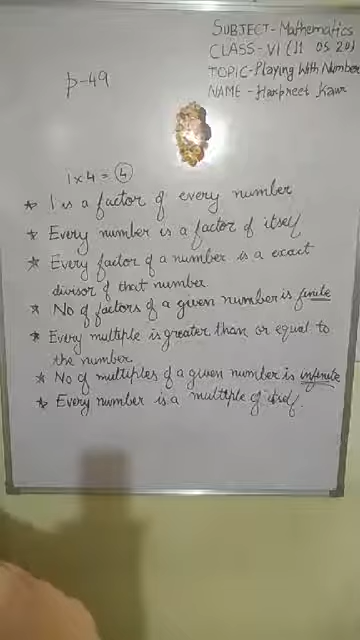 SUBJECT-Mathematics
CLASS-VI (11 05 20)
TOPIC-Playing with Number
NAME - Harpreet Kaur
p-49
1×4=4
* 1 is a factor of every number
* Every number is a factor of itself
* Every factor of a number is a exact
divisor of that number
* No of factors of a given number is finite
* Every multiple is greater than or equal to
the number
* No of multiples of a given number is infinite
* Every number is a multiple of itself.